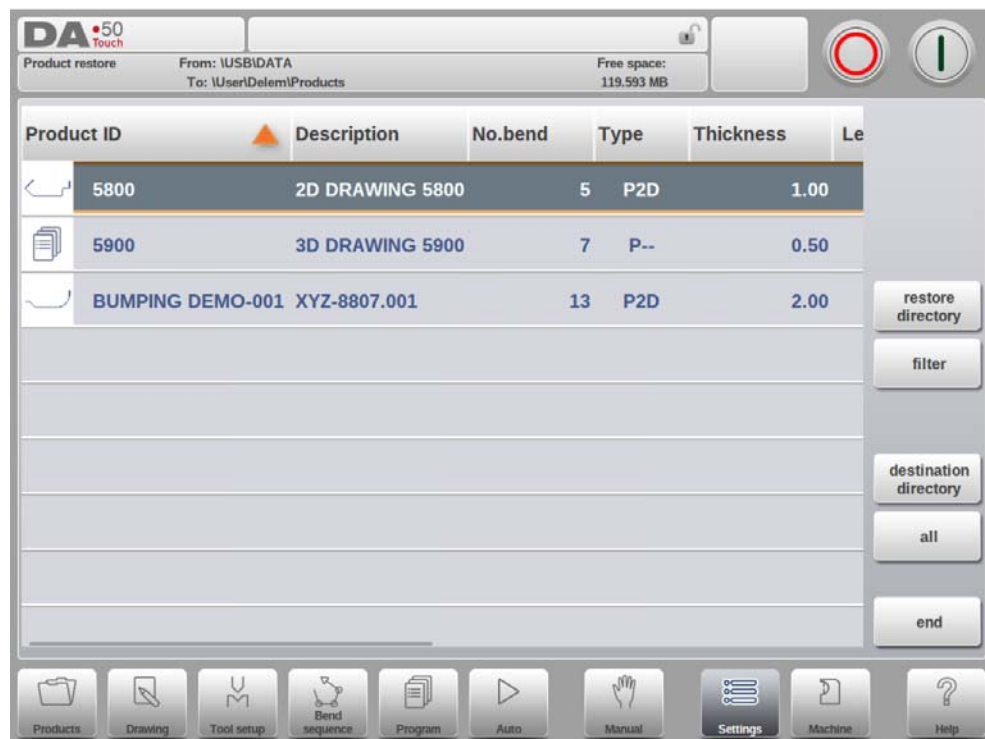 DA•50
Touch
Product restore From: \USB\DATA Free space:
To: \User\Delem\Products 119.593 MB
Product ID Description No.bend Type Thickness Le
5800 2D DRAWING 5800 5 P2D 1.00
5900 3D DRAWING 5900 7 P-- 0.50
BUMPING DEMO-001 XYZ-8807.001 13 P2D 2.00
restore
directory
filter
destination
directory
all
end
Products Drawing Tool setup Bend sequence Program Auto Manual Settings Machine Help